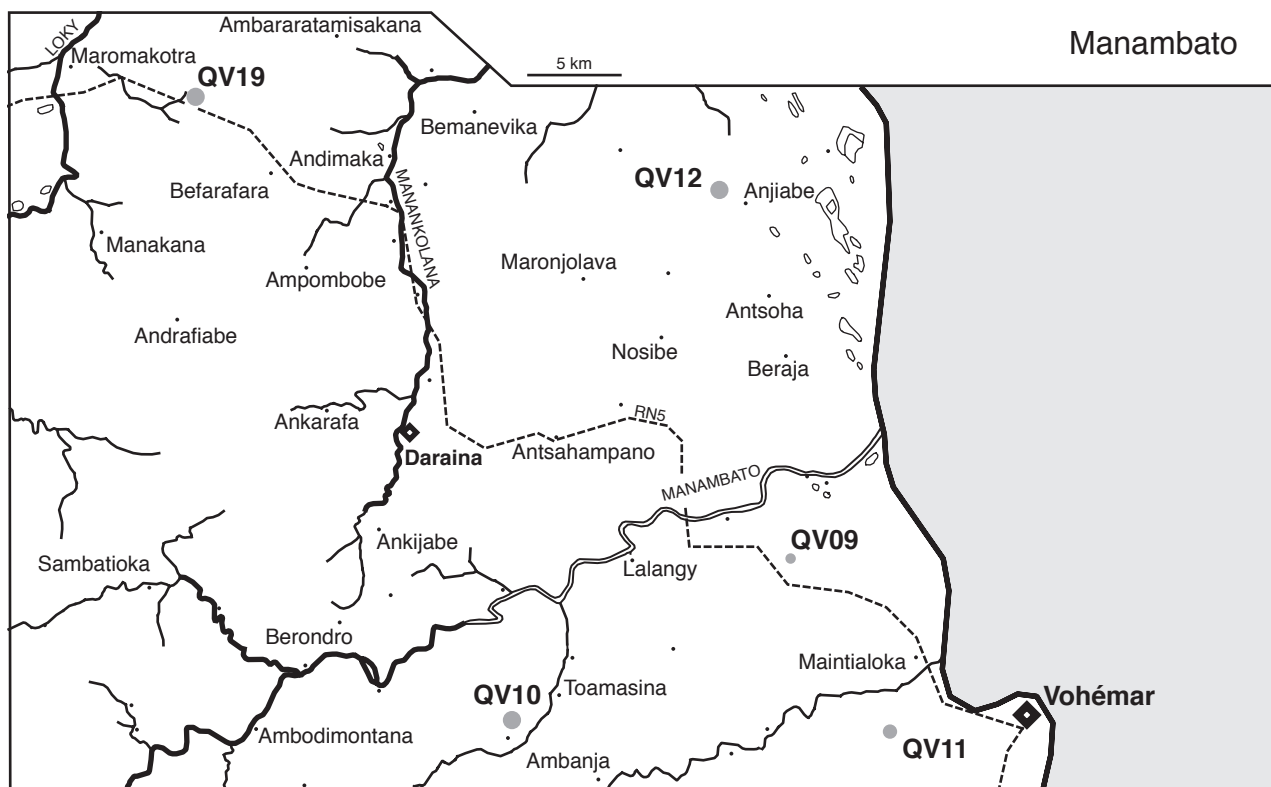 Ambararatamisakana
LOKY
Manambato
Maromakotra
5 km
QV19
Bemanevika
Andimaka
QV12
Befarafara
Anjiabe
MANANKOLANA
Manakana
Maronjolava
Ampombobe
Antsoha
Andrafiabe
Nosibe
Beraja
RN5
Ankarafa
Daraina
Antsahampano
MANAMBATO
Ankijabe
QV09
Sambatioka
Lalangy
Berondro
Maintialoka
Toamasina
QV10
Vohémar
Ambodimontana
QV11
Ambanja